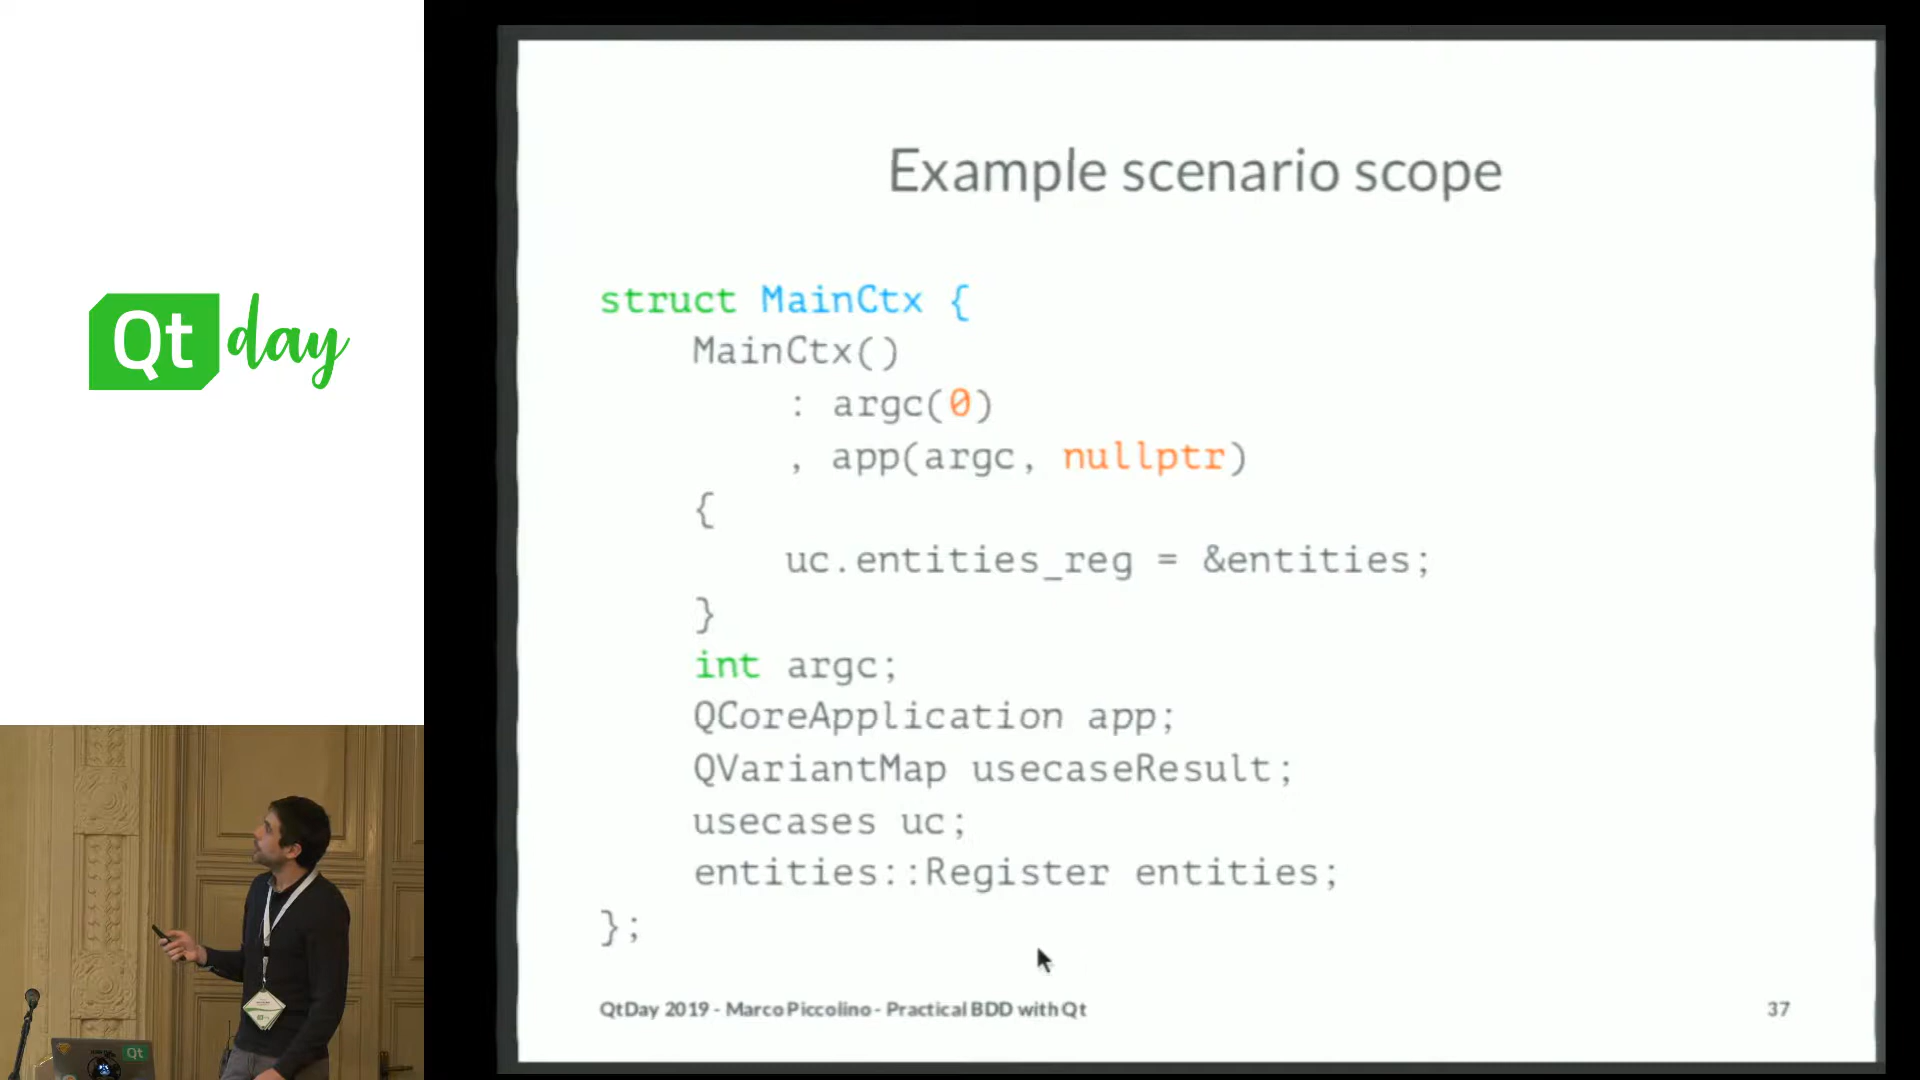 Qt day
Example scenario scope
struct MainCtx {
MainCtx()
: argc(0)
, app(argc, nullptr)
{
uc.entities_reg = &entities;
}
int argc;
QCoreApplication app;
QVariantMap usecaseResult;
usecases uc;
entities::Register entities;
};
QtDay 2019 - Marco Piccolino - Practical BDD with Qt
37
Qt